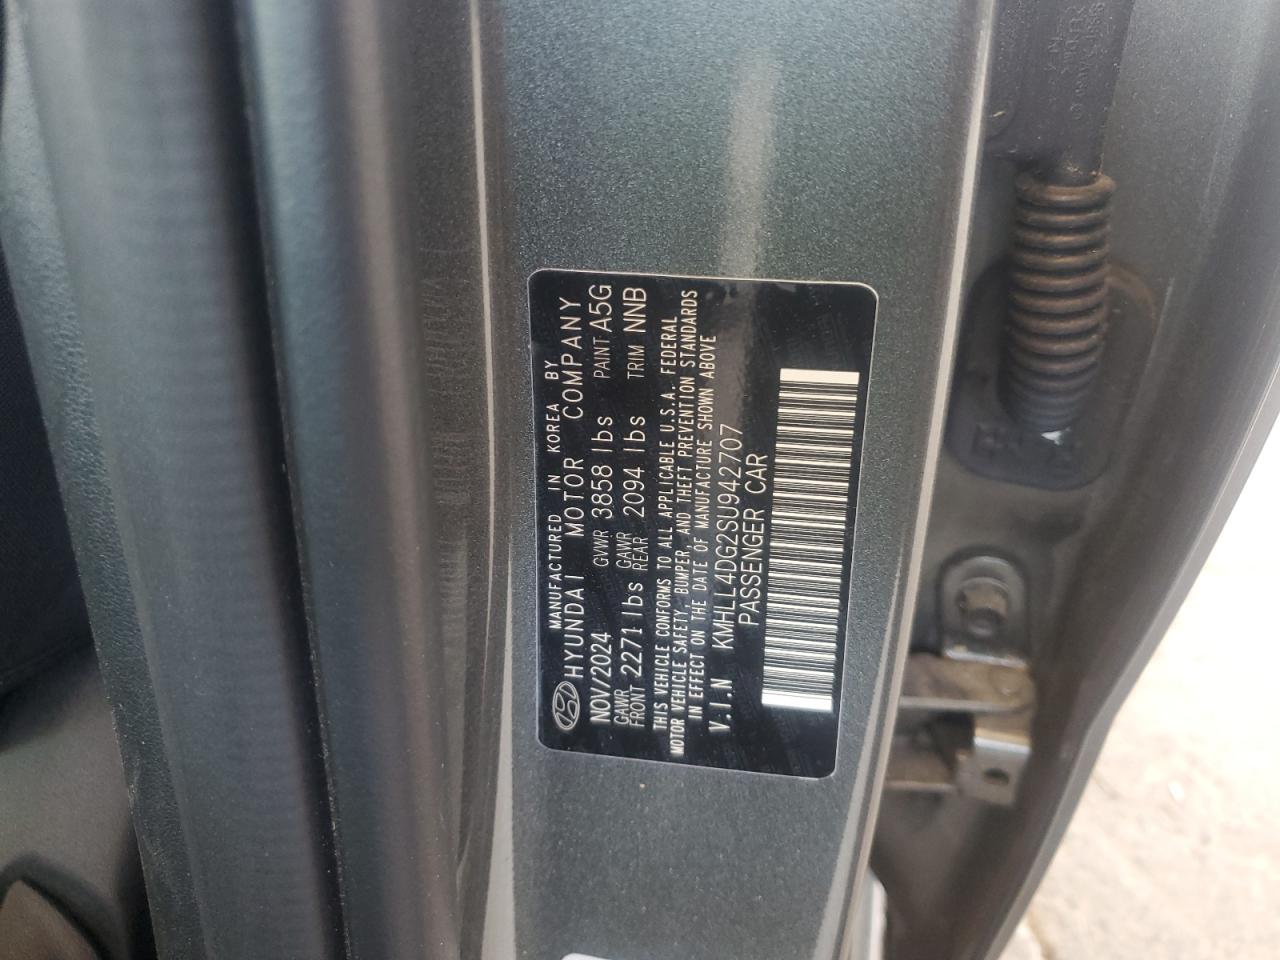 MANUFACTURED IN KOREA BY
HYUNDAI MOTOR COMPANY
NOV/2024 GVWR 3858 lbs PAINT A5G
GAWR FRONT 2271 lbs GAWR REAR 2094 lbs TRIM NNB
THIS VEHICLE CONFORMS TO ALL APPLICABLE U.S.A. FEDERAL
MOTOR VEHICLE SAFETY, BUMPER, AND THEFT PREVENTION STANDARDS
IN EFFECT ON THE DATE OF MANUFACTURE SHOWN ABOVE
V.I.N KMHLL4DG2SU942707
PASSENGER CAR